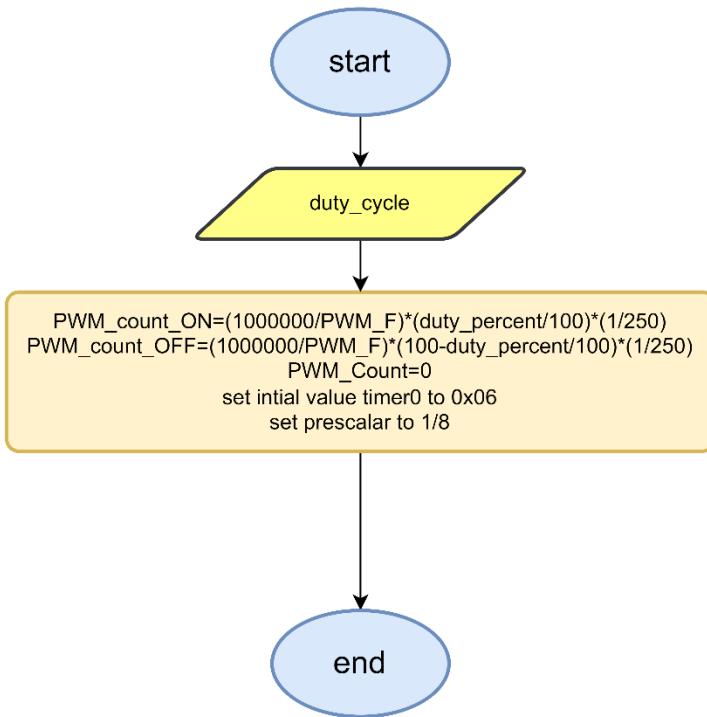 start
duty_cycle
PWM_count_ON=(1000000/PWM_F)*(duty_percent/100)*(1/250)
PWM_count_OFF=(1000000/PWM_F)*(100-duty_percent/100)*(1/250)
PWM_Count=0
set intial value timer0 to 0x06
set prescalar to 1/8
end